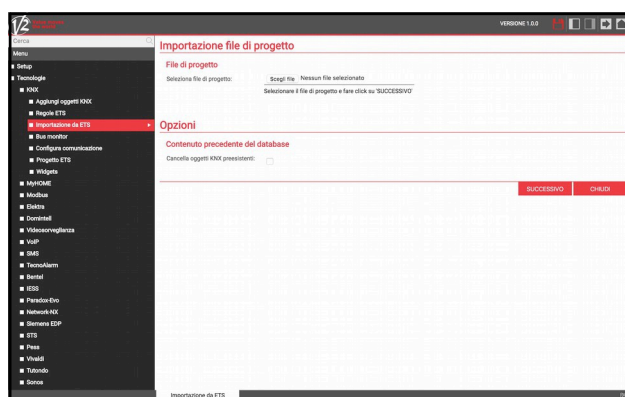 1/2
VERSIONE 1.0.0
Cerca
Menu
Setup
Tecnologie
KNX
Aggiungi oggetti KNX
Regole ETS
Importazione da ETS
Bus monitor
Configura comunicazione
Progetto ETS
Widgets
MyHOME
Modbus
Elektra
Domintell
Videosorveglianza
VoIP
SMS
TecnoAlarm
Bentel
IESS
Paradox-Evo
Network-NX
Siemens EDP
STS
Pess
Vivaldi
Tutondo
Sonos
Importazione file di progetto
File di progetto
Seleziona file di progetto: Scegli file Nessun file selezionato
Selezionare il file di progetto e fare click su 'SUCCESSIVO'
Opzioni
Contenuto precedente del database
Cancella oggetti KNX preesistenti:
SUCCESSIVO CHIUDI
Importazione da ETS